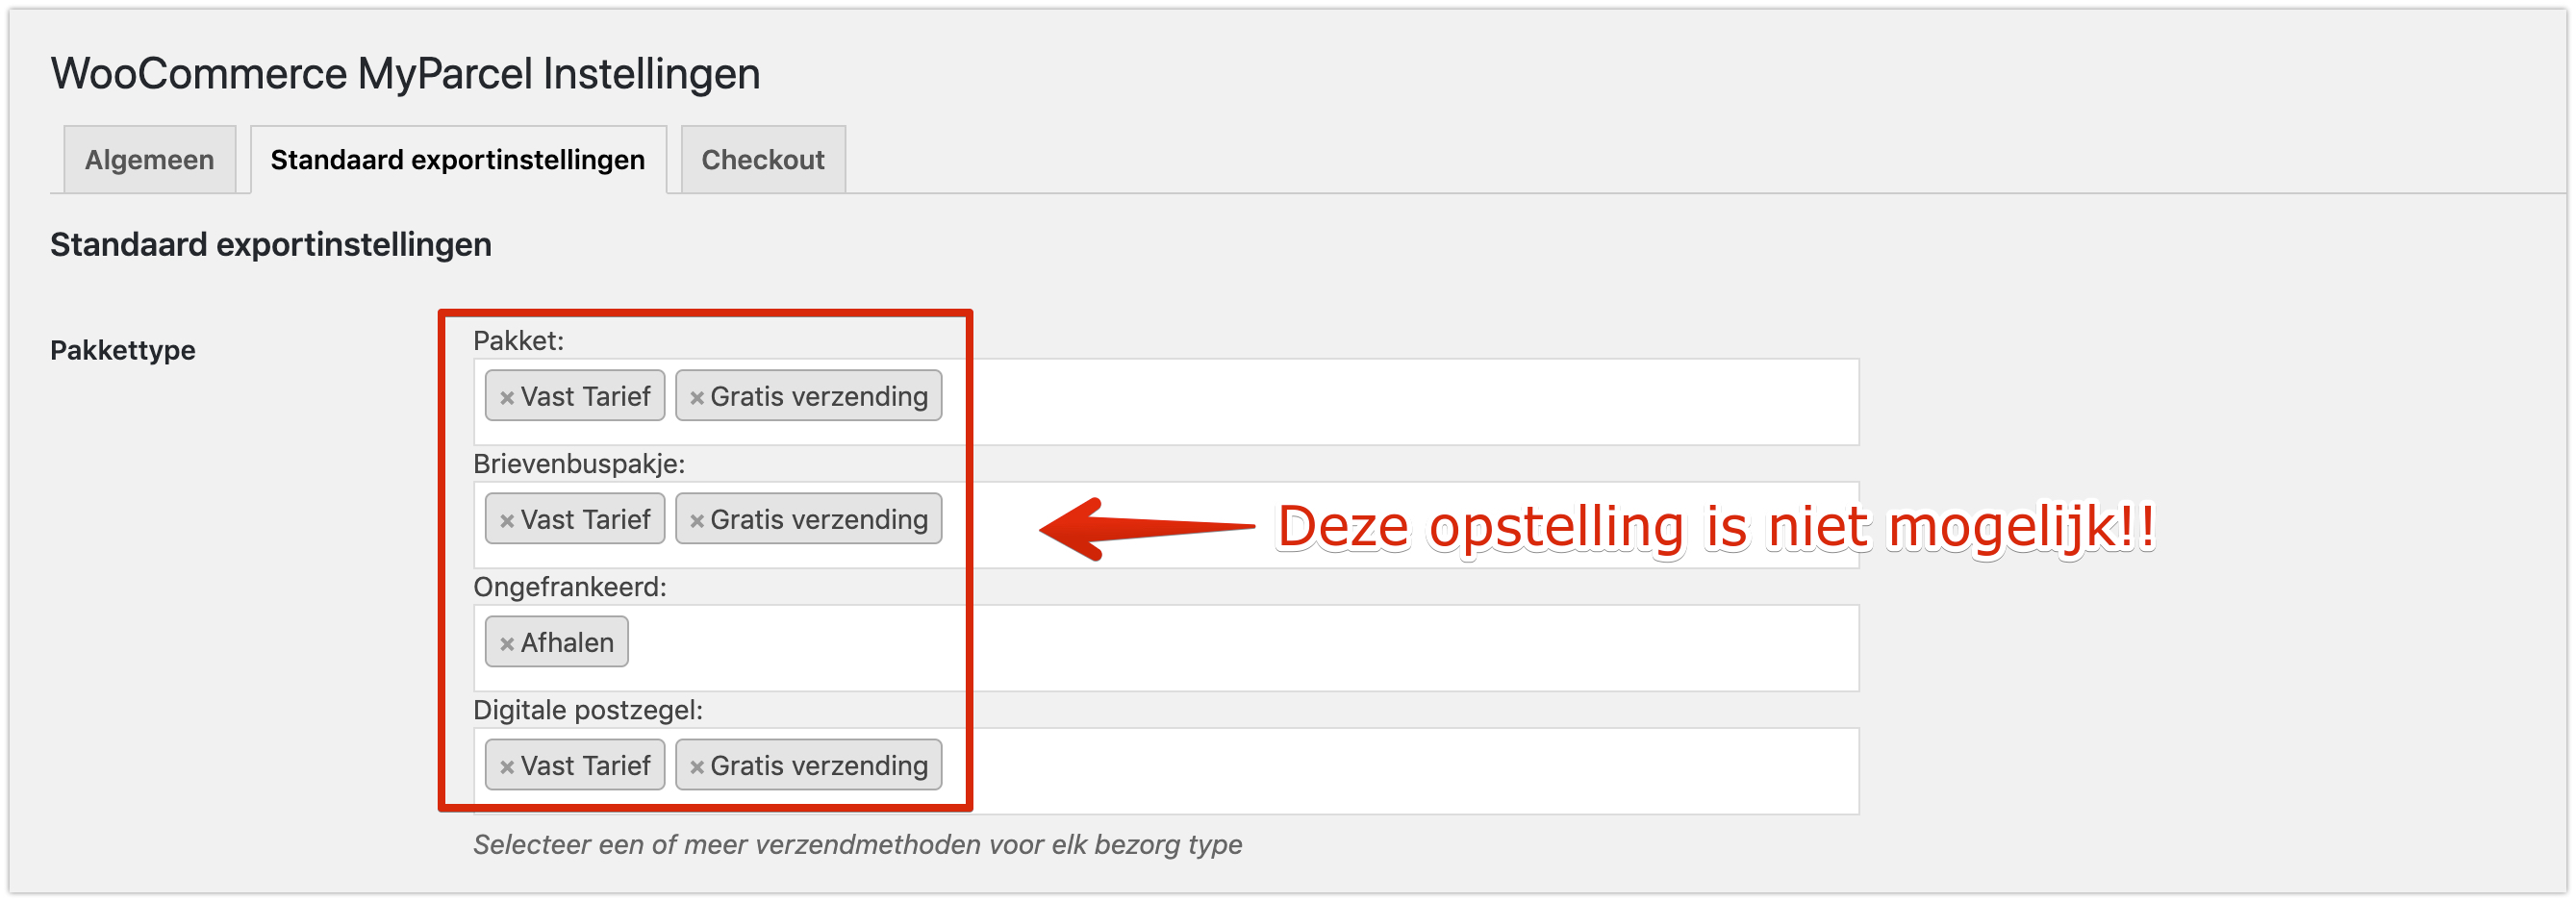 WooCommerce MyParcel Instellingen
Algemeen Standaard exportinstellingen Checkout
Standaard exportinstellingen
Pakkettype
Pakket:
× Vast Tarief × Gratis verzending
Brievenbuspakje:
× Vast Tarief × Gratis verzending
Deze opstelling is niet mogelijk!!
Ongefrankeerd:
× Afhalen
Digitale postzegel:
× Vast Tarief × Gratis verzending
Selecteer een of meer verzendmethoden voor elk bezorg type